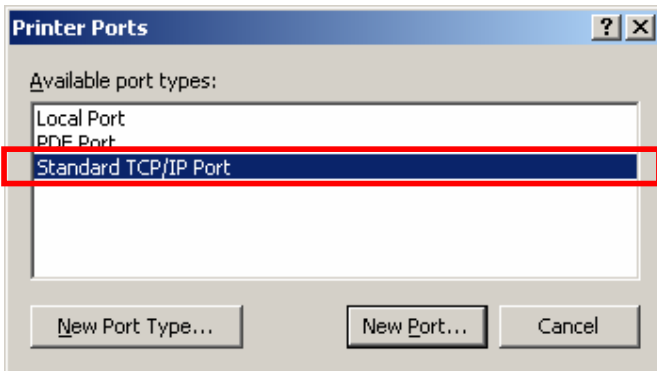 Printer Ports
Available port types:
Local Port
PDF Port
Standard TCP/IP Port
New Port Type...
New Port...
Cancel